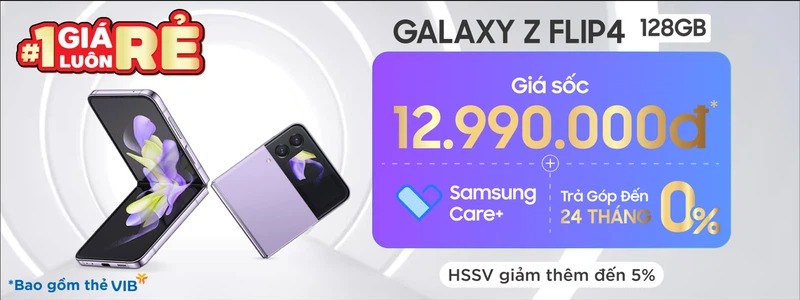 #1 GIÁ LUÔN RẺ
GALAXY Z FLIP4 128GB
Giá sốc
12.990.000đ*
+
Samsung Care+
Trả Góp Đến
24 THÁNG 0%
*Bao gồm thẻ VIB
HSSV giảm thêm đến 5%